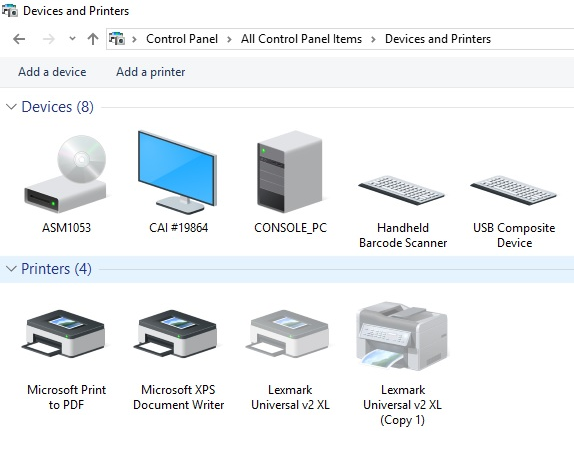 Devices and Printers
Control Panel > All Control Panel Items > Devices and Printers
Add a device Add a printer
Devices (8)
ASM1053
CAI #19864
CONSOLE_PC
Handheld
Barcode Scanner
USB Composite
Device
Printers (4)
Microsoft Print
to PDF
Microsoft XPS
Document Writer
Lexmark
Universal v2 XL
Lexmark
Universal v2 XL
(Copy 1)